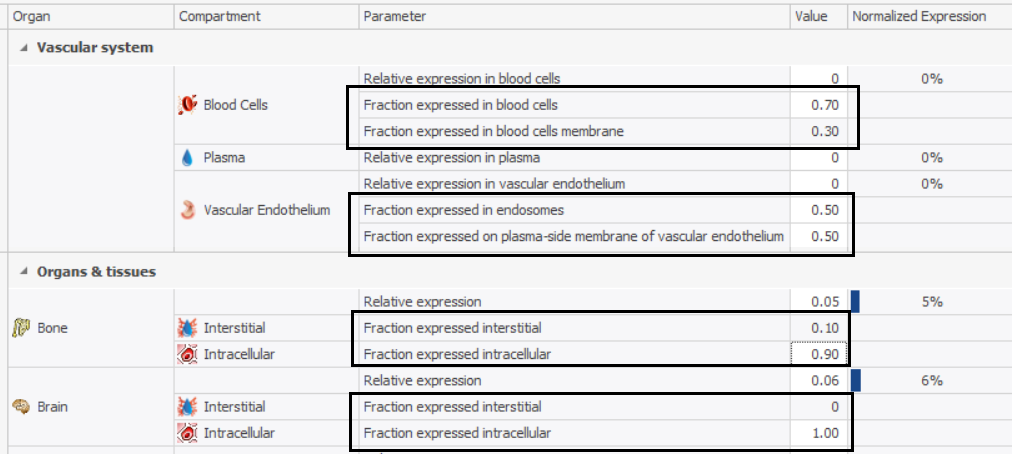 Organ Compartment Parameter Value Normalized Expression
Vascular system
Relative expression in blood cells 0 0%
Blood Cells Fraction expressed in blood cells 0.70
Fraction expressed in blood cells membrane 0.30
Plasma Relative expression in plasma 0 0%
Relative expression in vascular endothelium 0 0%
Vascular Endothelium Fraction expressed in endosomes 0.50
Fraction expressed on plasma-side membrane of vascular endothelium 0.50
Organs & tissues
Relative expression 0.05 5%
Bone Interstitial Fraction expressed interstitial 0.10
Intracellular Fraction expressed intracellular 0.90
Relative expression 0.06 6%
Brain Interstitial Fraction expressed interstitial 0
Intracellular Fraction expressed intracellular 1.00